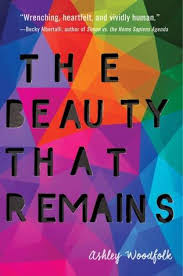 "Wrenching, heartfelt, and vividly human."
—Becky Albertalli, author of Simon vs. the Homo Sapiens Agenda
THE
BEAUTY
THAT
REMAINS
Ashley Woodfolk